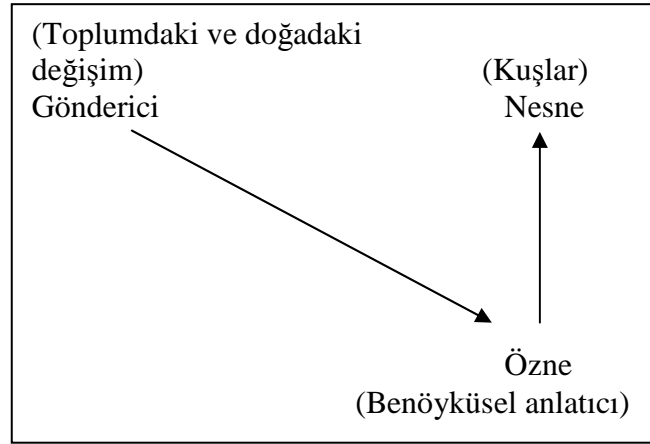 (Toplumdaki ve doğadaki
değişim)
Gönderici
(Kuşlar)
Nesne
Özne
(Benöyküsel anlatıcı)